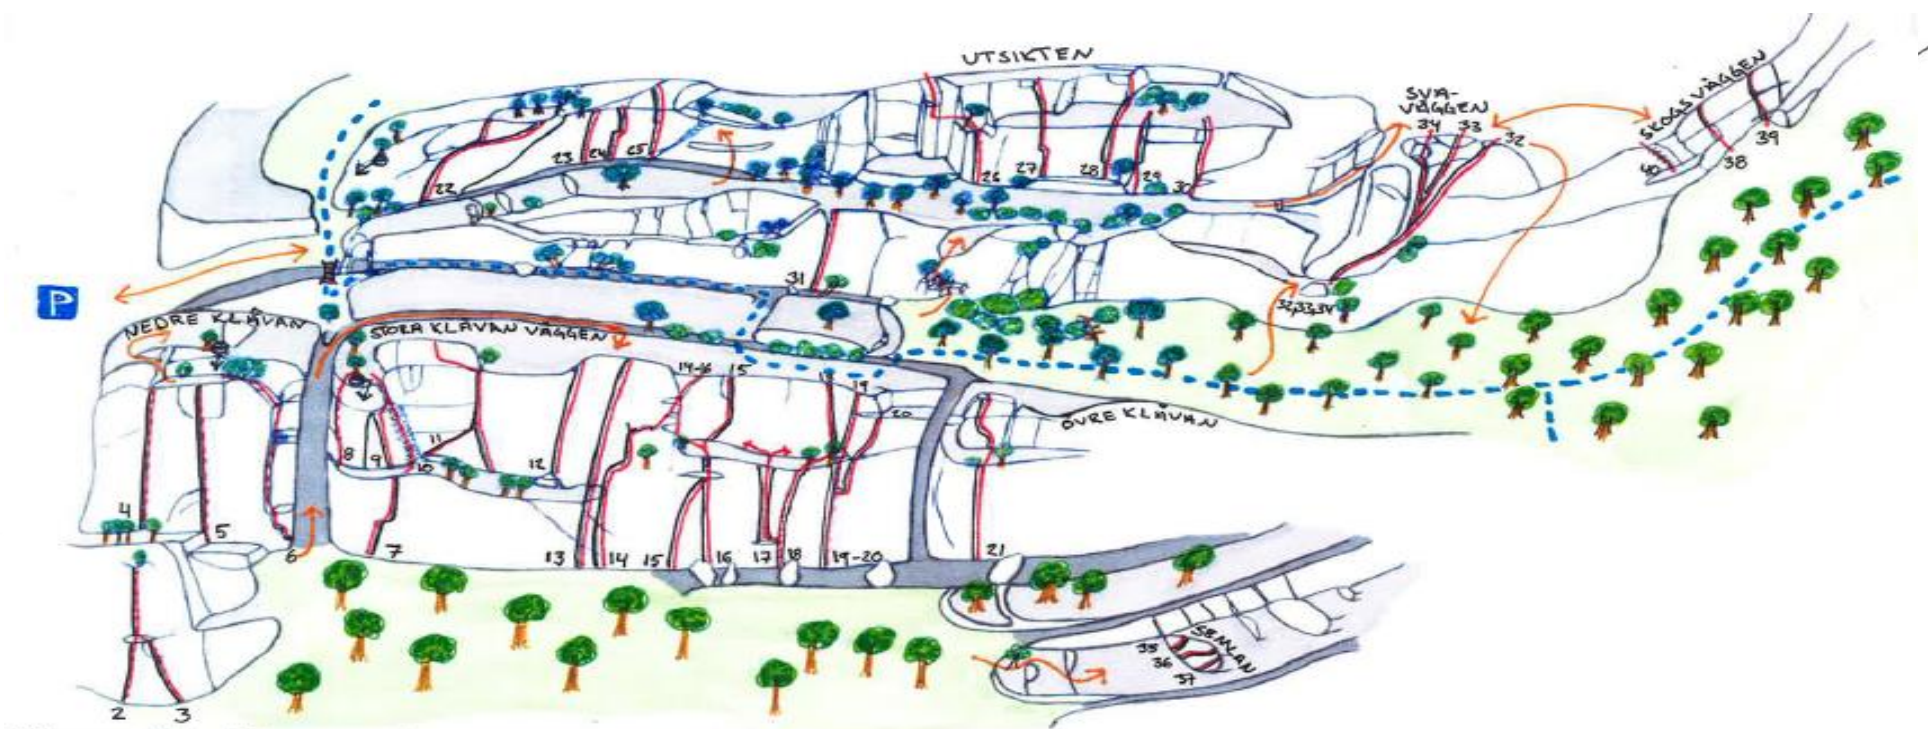 UTSIKTEN
SVA-
VÄGGEN
34 33
32
SKOGSVÄGGEN
39
38
40
23 24 25
22
26 27 28 29 30
31
32,33,34
P
NEDRE KLÄVAN
STORA KLÄVAN VÄGGEN
14-16 15
19
20
ÖVRE KLÄVAN
8 9 10 11
12
4
5
6
7
13 14 15 16 17 18 19-20
21
SEMLAN
35
36
37
2 3